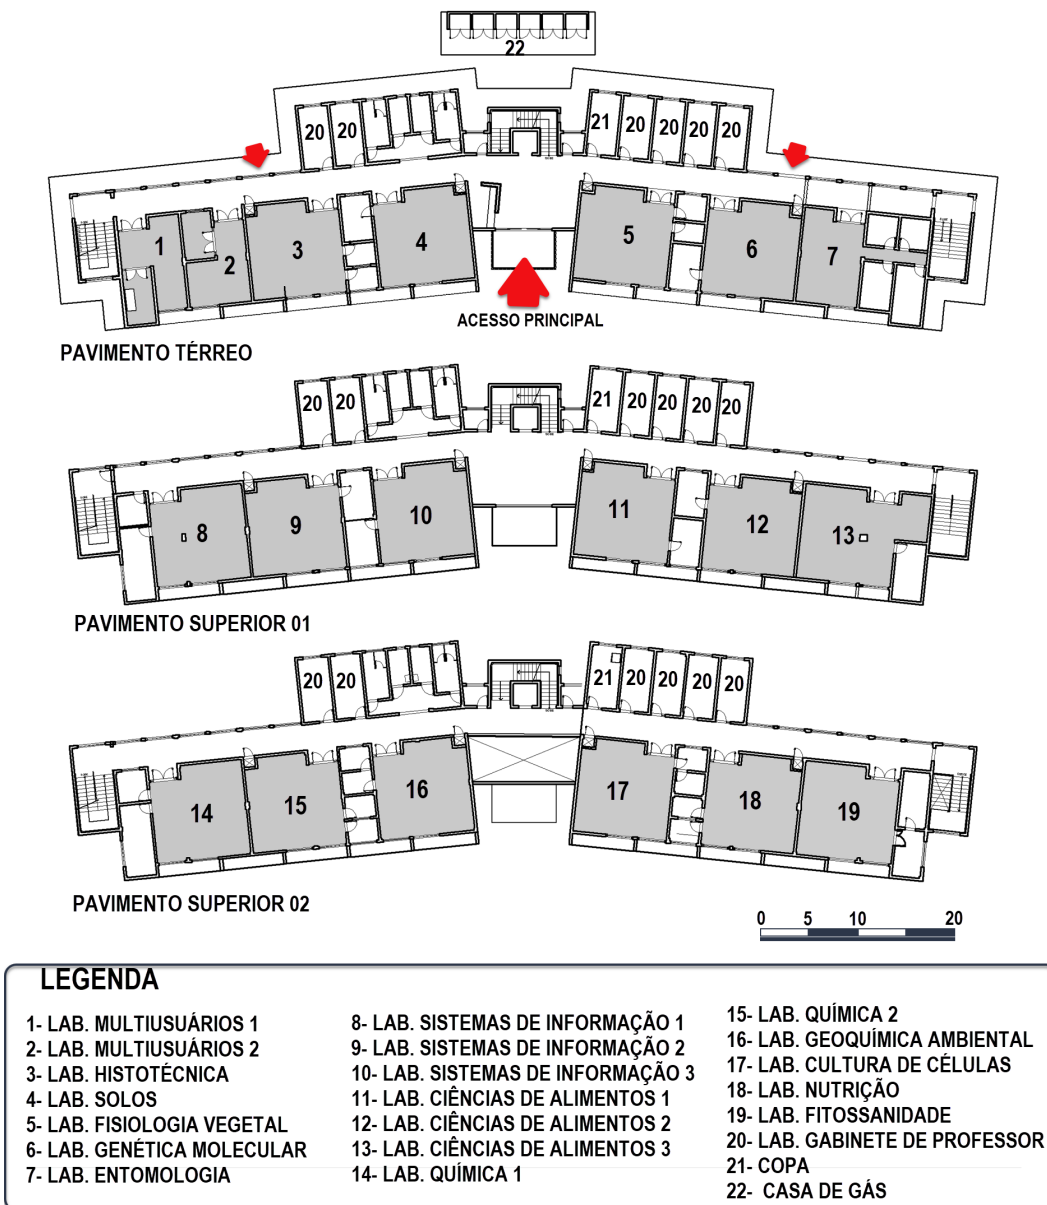 22
20 20 21 20 20 20 20
1 2 3 4 5 6 7
ACESSO PRINCIPAL
PAVIMENTO TÉRREO
20 20 21 20 20 20 20
8 9 10 11 12 13
PAVIMENTO SUPERIOR 01
20 20 21 20 20 20 20
14 15 16 17 18 19
PAVIMENTO SUPERIOR 02
0 5 10 20
LEGENDA
1- LAB. MULTIUSUÁRIOS 1
2- LAB. MULTIUSUÁRIOS 2
3- LAB. HISTOTÉCNICA
4- LAB. SOLOS
5- LAB. FISIOLOGIA VEGETAL
6- LAB. GENÉTICA MOLECULAR
7- LAB. ENTOMOLOGIA
8- LAB. SISTEMAS DE INFORMAÇÃO 1
9- LAB. SISTEMAS DE INFORMAÇÃO 2
10- LAB. SISTEMAS DE INFORMAÇÃO 3
11- LAB. CIÊNCIAS DE ALIMENTOS 1
12- LAB. CIÊNCIAS DE ALIMENTOS 2
13- LAB. CIÊNCIAS DE ALIMENTOS 3
14- LAB. QUÍMICA 1
15- LAB. QUÍMICA 2
16- LAB. GEOQUÍMICA AMBIENTAL
17- LAB. CULTURA DE CÉLULAS
18- LAB. NUTRIÇÃO
19- LAB. FITOSSANIDADE
20- LAB. GABINETE DE PROFESSOR
21- COPA
22- CASA DE GÁS